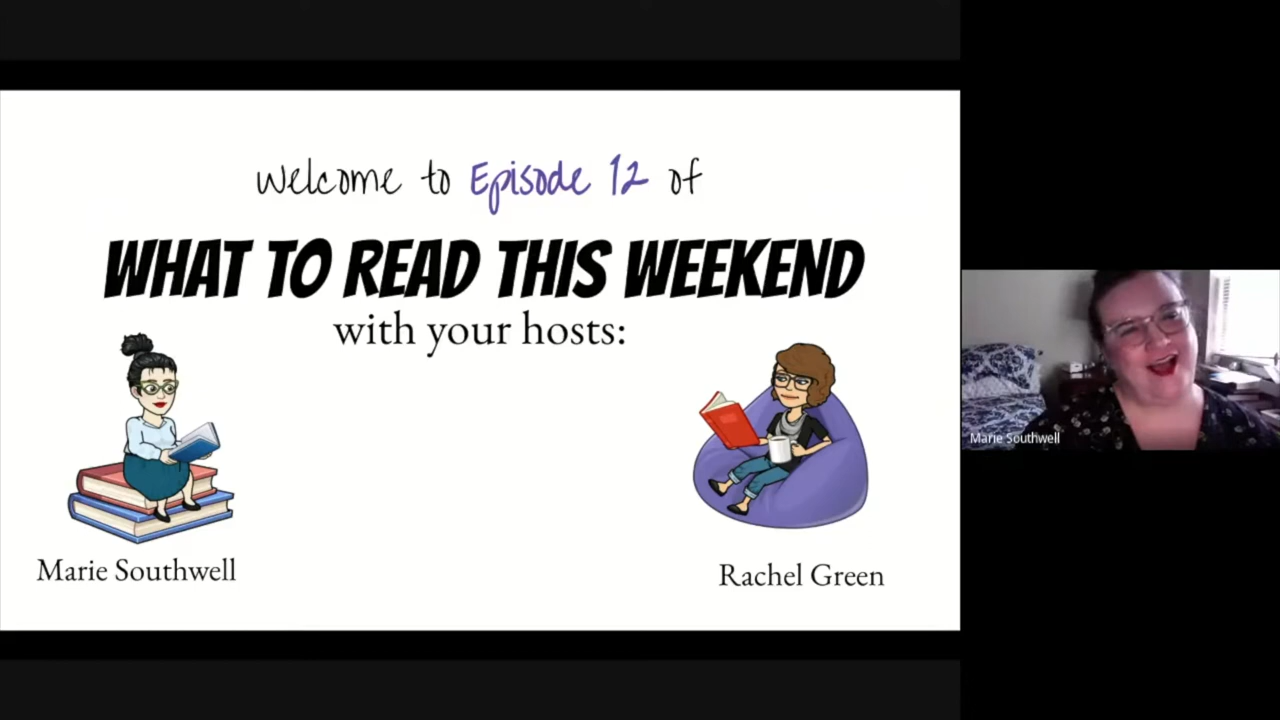 Welcome to Episode 12 of
WHAT TO READ THIS WEEKEND
with your hosts:
Marie Southwell
Rachel Green
Marie Southwell